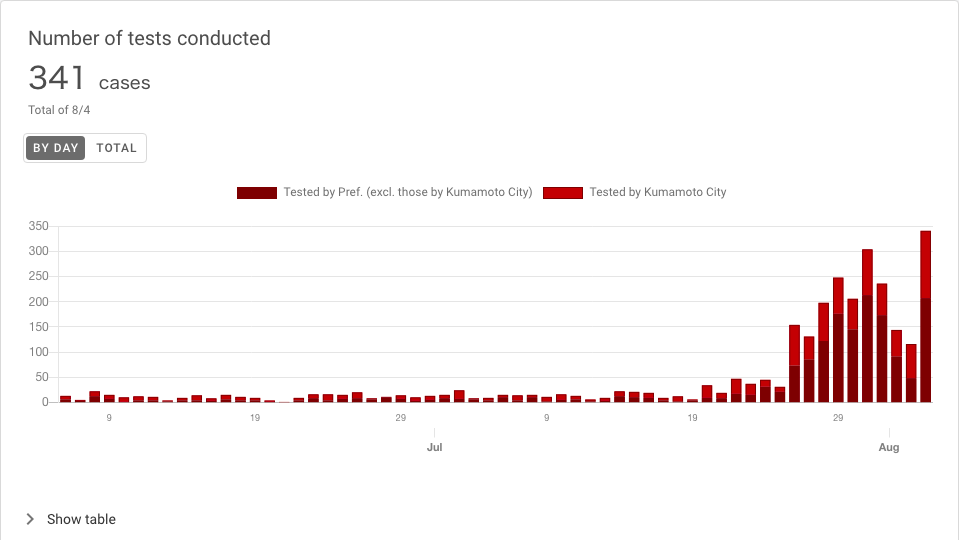 Number of tests conducted
341 cases
Total of 8/4
BY DAY TOTAL
Tested by Pref. (excl. those by Kumamoto City) Tested by Kumamoto City
350
300
250
200
150
100
50
0
9 19 29 9 19 29
Jul Aug
Show table